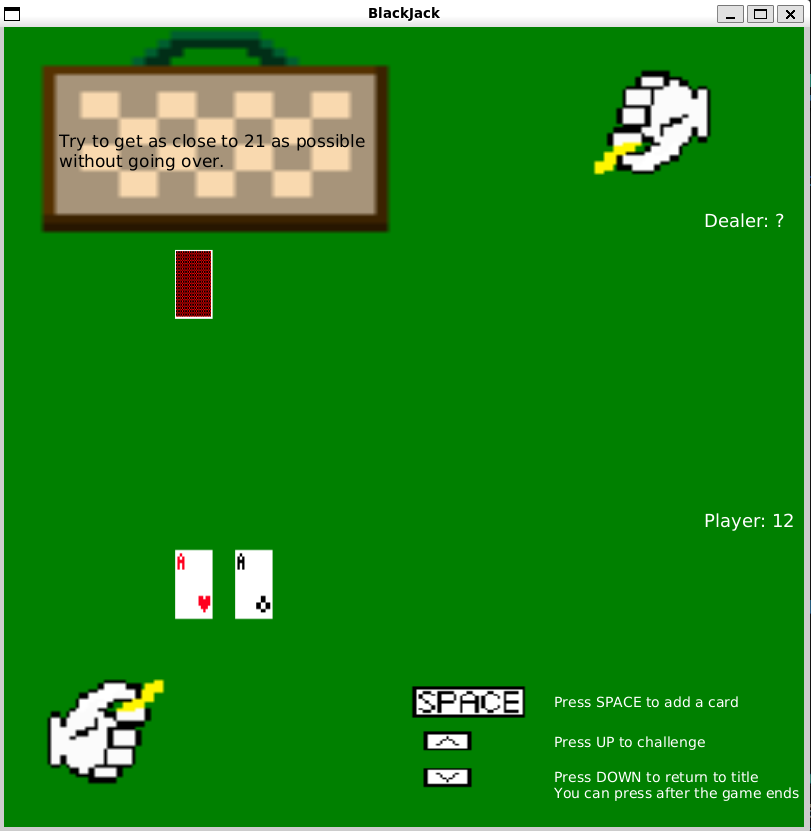 BlackJack
Try to get as close to 21 as possible
without going over.
Dealer: ?
Player: 12
A A
SPACE Press SPACE to add a card
Press UP to challenge
Press DOWN to return to title
You can press after the game ends